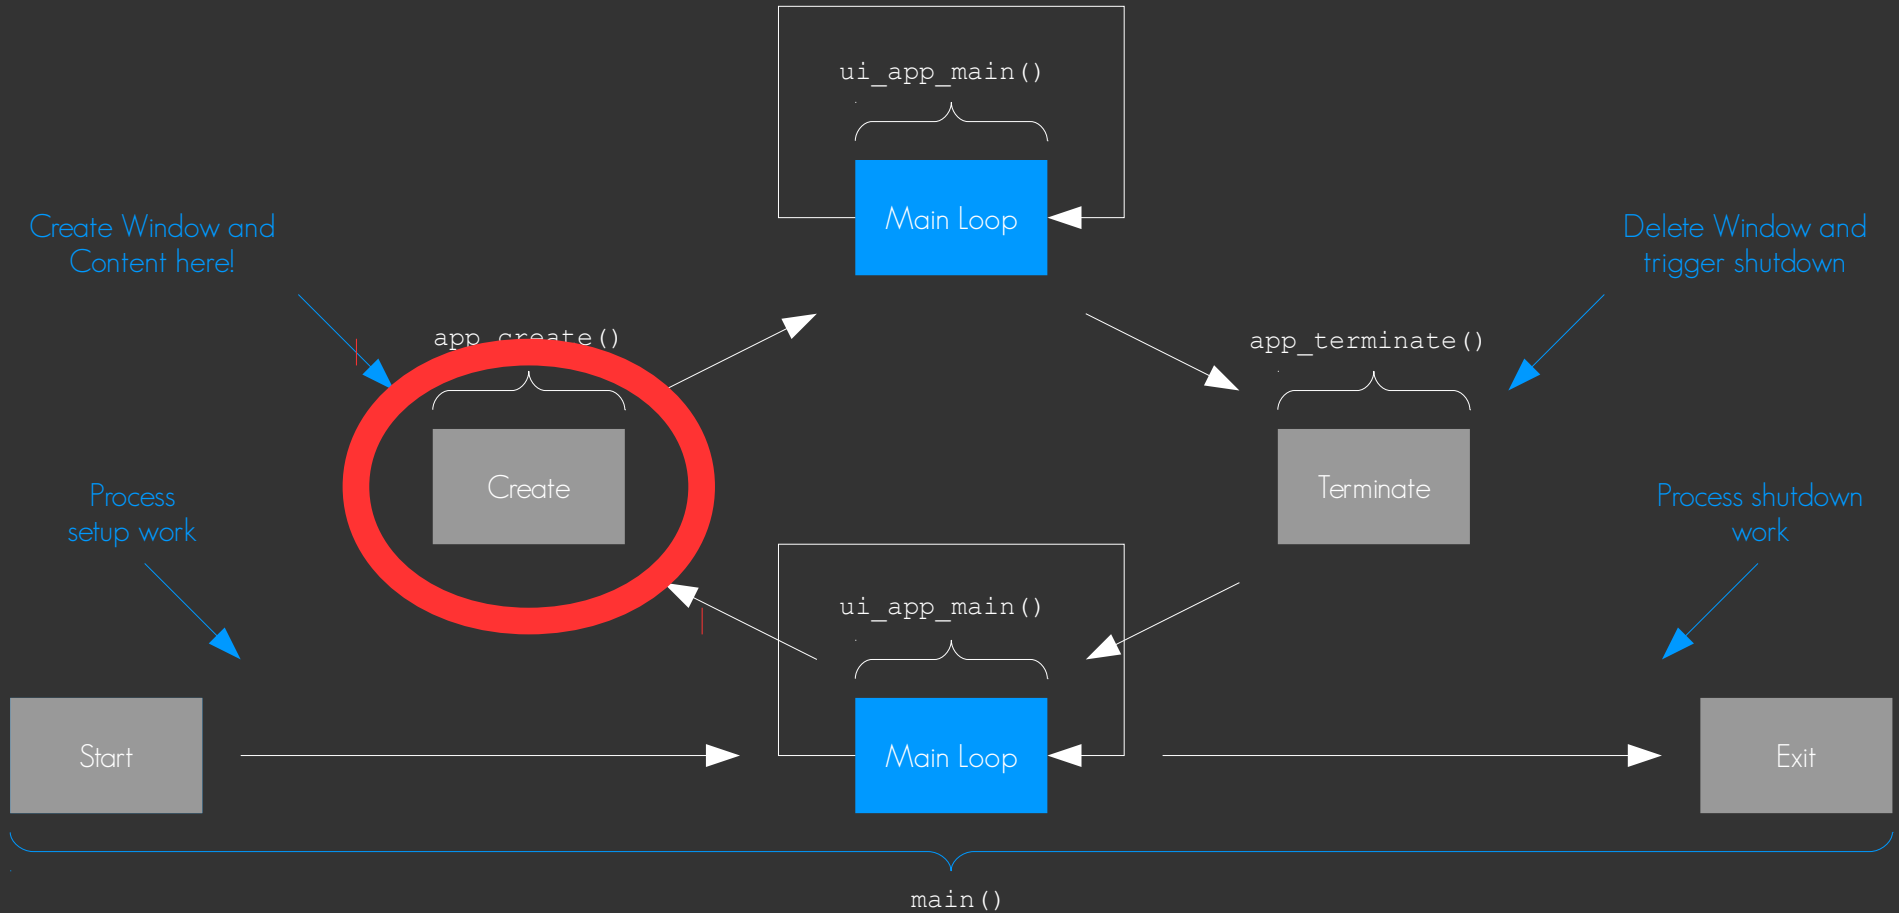 ui_app_main()
Main Loop
Create Window and
Content here!
Delete Window and
trigger shutdown
app_create()
app_terminate()
Create
Terminate
Process
setup work
Process shutdown
work
ui_app_main()
Start
Main Loop
Exit
main()